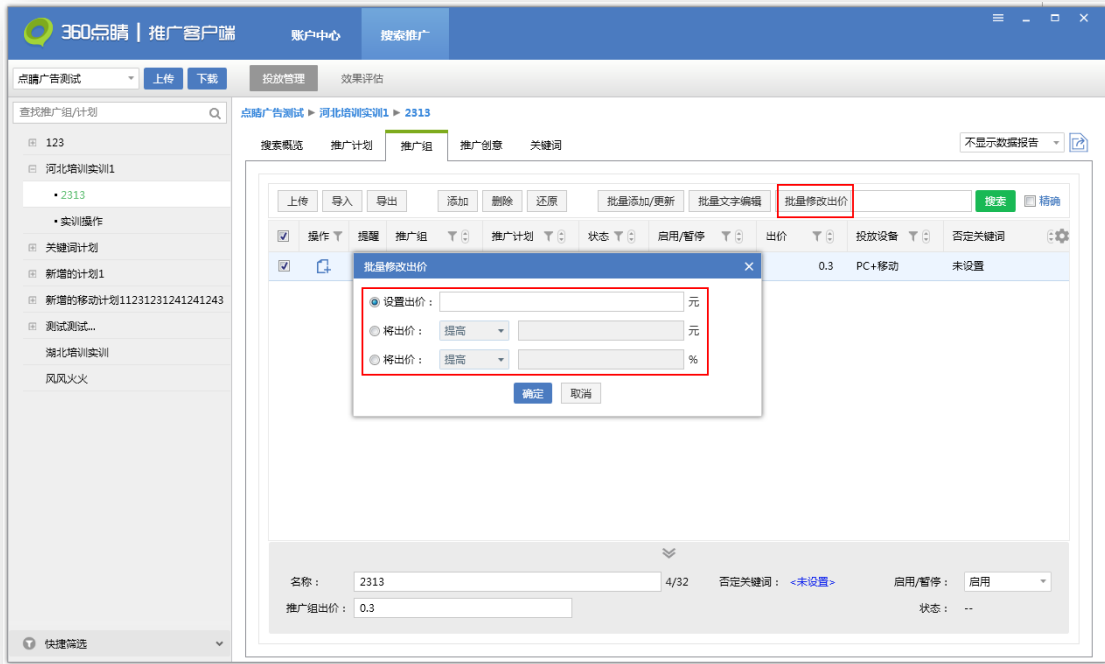 360点睛 | 推广客户端 账户中心 搜索推广
点睛广告测试 上传 下载 投放管理 效果评估
查找推广组/计划
点睛广告测试 ▶ 河北培训实训1 ▶ 2313
123
河北培训实训1
• 2313
• 实训操作
关键词计划
新增的计划1
新增的移动计划11231231241241243
测试测试...
湖北培训实训
风风火火
快捷筛选
搜索概览 推广计划 推广组 推广创意 关键词 不显示数据报告
上传 导入 导出 添加 删除 还原 批量添加/更新 批量文字编辑 批量修改出价 搜索 精确
操作 提醒 推广组 推广计划 状态 启用/暂停 出价 投放设备 否定关键词
0.3 PC+移动 未设置
批量修改出价
设置出价： 元
将出价： 提高 元
将出价： 提高 %
确定 取消
名称： 2313 4/32 否定关键词： <未设置> 启用/暂停： 启用
推广组出价： 0.3 状态： --